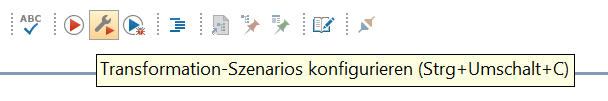 ABC
Transformation-Szenarios konfigurieren (Strg+Umschalt+C)